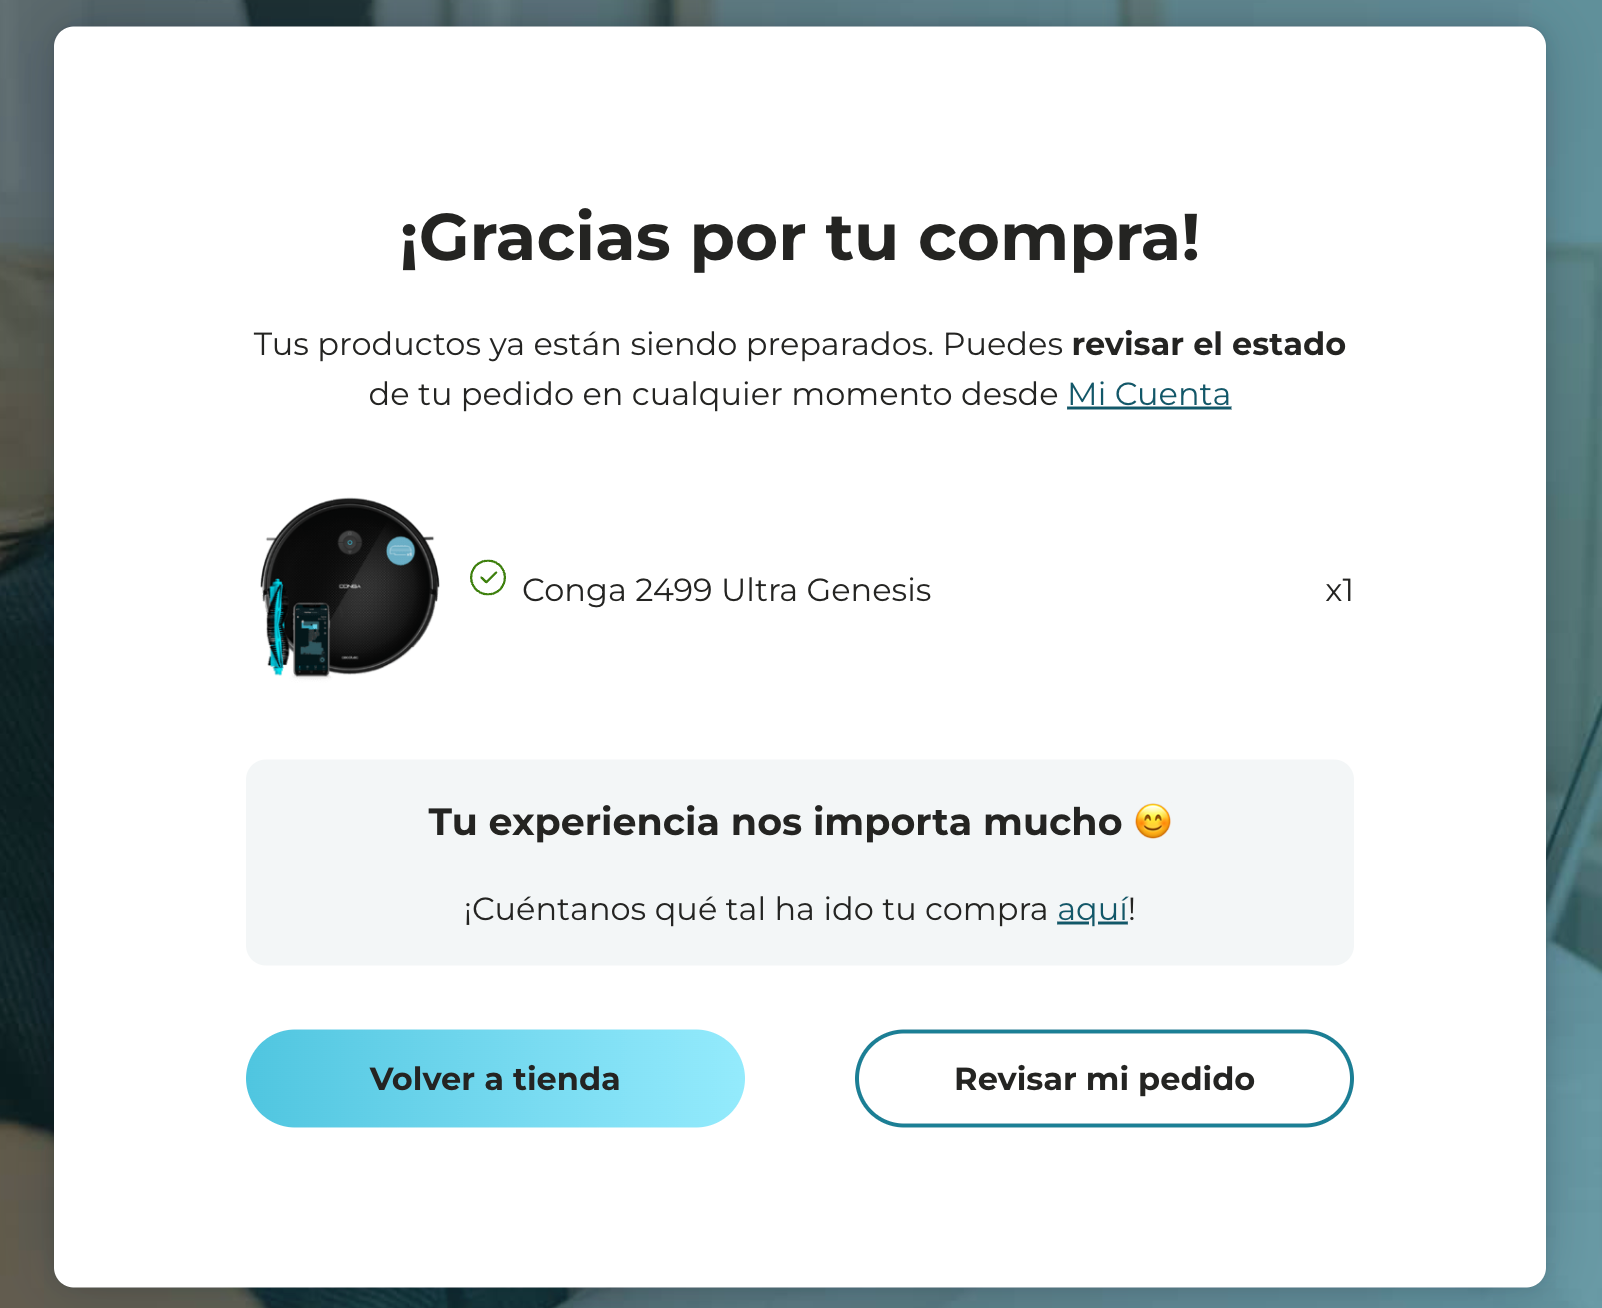 ¡Gracias por tu compra!
Tus productos ya están siendo preparados. Puedes revisar el estado
de tu pedido en cualquier momento desde Mi Cuenta
CONGA
Conga 2499 Ultra Genesis
x1
Tu experiencia nos importa mucho 😊
¡Cuéntanos qué tal ha ido tu compra aquí!
Volver a tienda
Revisar mi pedido